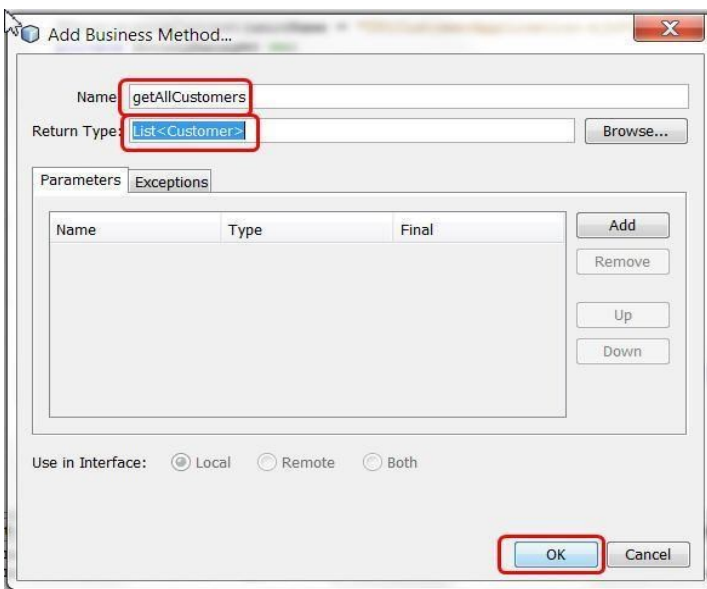 Add Business Method...
Name: getAllCustomers
Return Type: List<Customer> Browse...
Parameters Exceptions
Name Type Final
Add
Remove
Up
Down
Use in Interface: Local Remote Both
OK Cancel